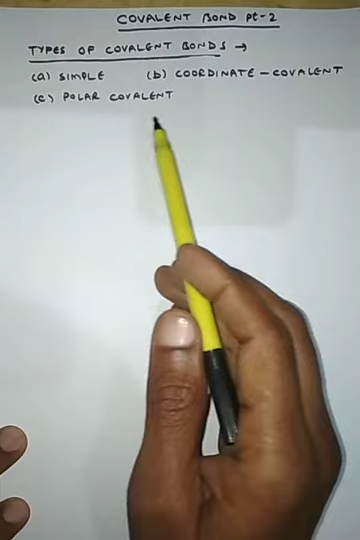 COVALENT BOND Pt-2
TYPES OF COVALENT BONDS →
(a) SIMPLE (b) COORDINATE-COVALENT
(c) POLAR COVALENT